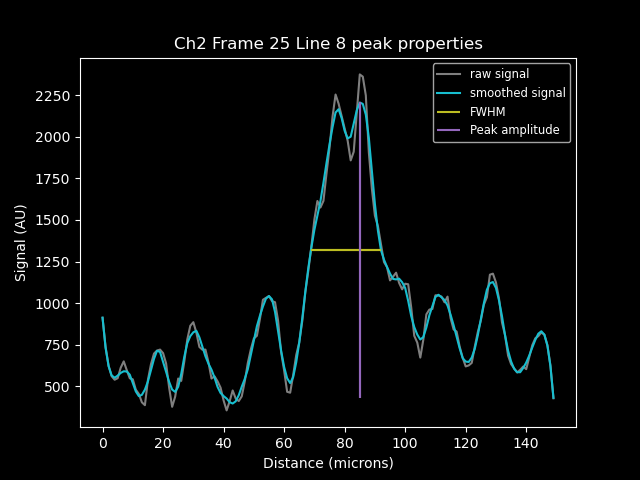 Ch2 Frame 25 Line 8 peak properties
raw signal
smoothed signal
FWHM
Peak amplitude
Signal (AU)
2250
2000
1750
1500
1250
1000
750
500
0 20 40 60 80 100 120 140
Distance (microns)